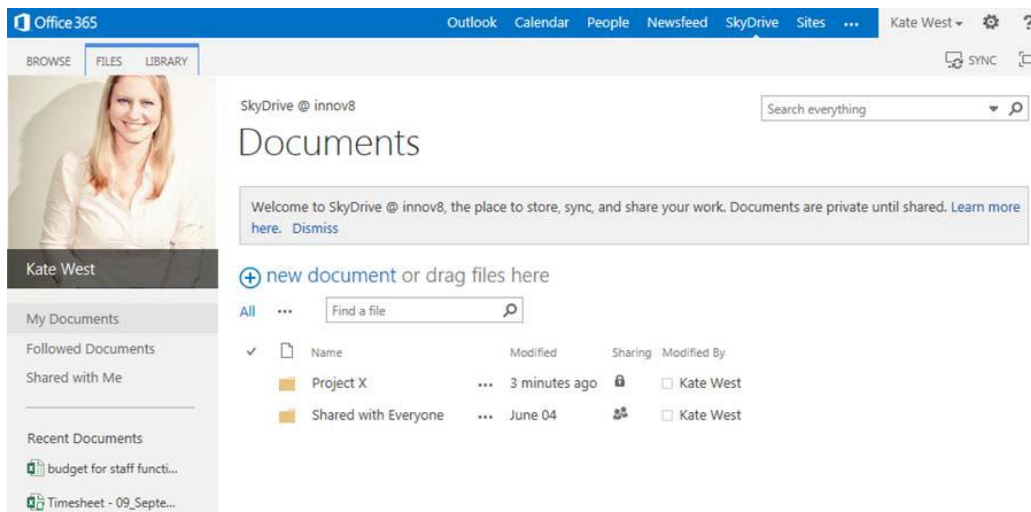 Office 365 Outlook Calendar People Newsfeed SkyDrive Sites ... Kate West ?
BROWSE FILES LIBRARY SYNC
SkyDrive @ innov8
Search everything
Documents
Welcome to SkyDrive @ innov8, the place to store, sync, and share your work. Documents are private until shared. Learn more
here. Dismiss
Kate West
new document or drag files here
All ... Find a file
My Documents
Followed Documents
Shared with Me
Name Modified Sharing Modified By
Project X ... 3 minutes ago Kate West
Shared with Everyone ... June 04 Kate West
Recent Documents
budget for staff functi...
Timesheet - 09_Septe...